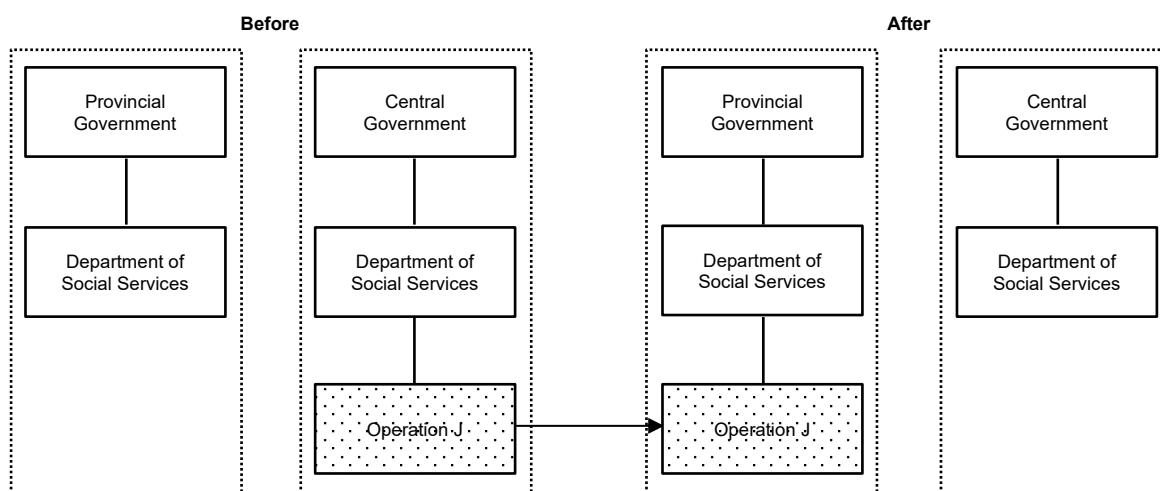 Before
After
Provincial
Government
Central
Government
Provincial
Government
Central
Government
Department of
Social Services
Department of
Social Services
Department of
Social Services
Department of
Social Services
Operation J
Operation J